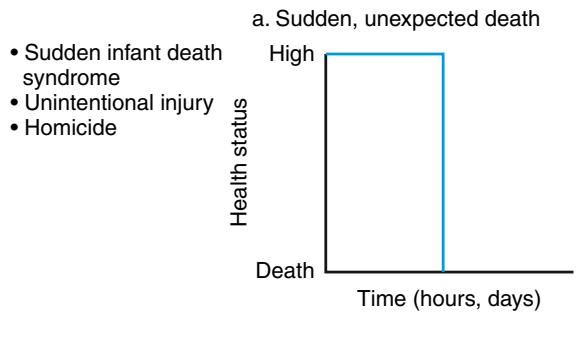 a. Sudden, unexpected death
• Sudden infant death
syndrome
• Unintentional injury
• Homicide
High
Health status
Death
Time (hours, days)